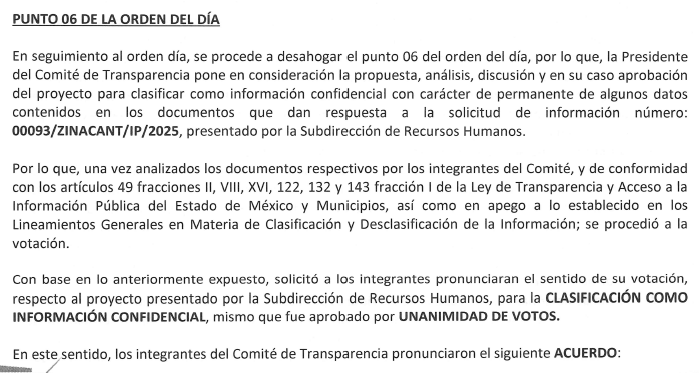 PUNTO 06 DE LA ORDEN DEL DÍA
En seguimiento al orden día, se procede a desahogar el punto 06 del orden del día, por lo que, la Presidente
del Comité de Transparencia pone en consideración la propuesta, análisis, discusión y en su caso aprobación
del proyecto para clasificar como información confidencial con carácter de permanente de algunos datos
contenidos en los documentos que dan respuesta a la solicitud de información número:
00093/ZINACANT/IP/2025, presentado por la Subdirección de Recursos Humanos.
Por lo que, una vez analizados los documentos respectivos por los integrantes del Comité, y de conformidad
con los artículos 49 fracciones II, VIII, XVI, 122, 132 y 143 fracción I de la Ley de Transparencia y Acceso a la
Información Pública del Estado de México y Municipios, así como en apego a lo establecido en los
Lineamientos Generales en Materia de Clasificación y Desclasificación de la Información; se procedió a la
votación.
Con base en lo anteriormente expuesto, solicitó a los integrantes pronunciaran el sentido de su votación,
respecto al proyecto presentado por la Subdirección de Recursos Humanos, para la CLASIFICACIÓN COMO
INFORMACIÓN CONFIDENCIAL, mismo que fue aprobado por UNANIMIDAD DE VOTOS.
En este sentido, los integrantes del Comité de Transparencia pronunciaron el siguiente ACUERDO: